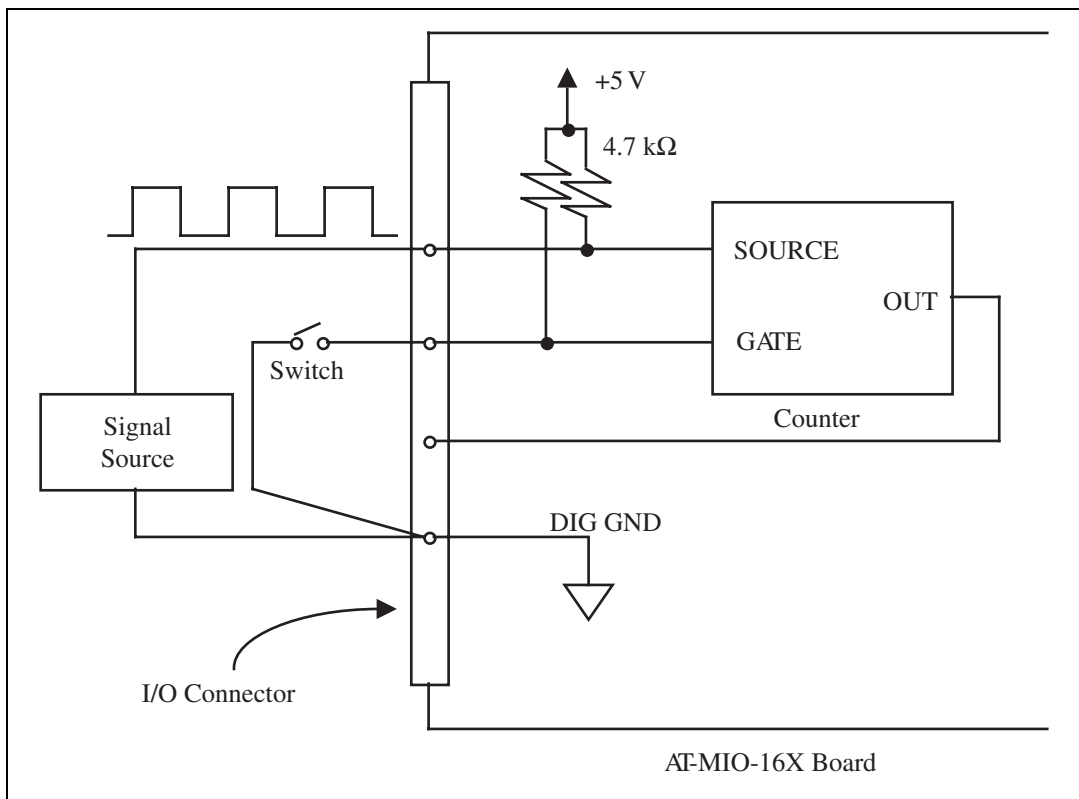 +5 V
4.7 kΩ
SOURCE
OUT
GATE
Switch
Counter
Signal
Source
DIG GND
I/O Connector
AT-MIO-16X Board